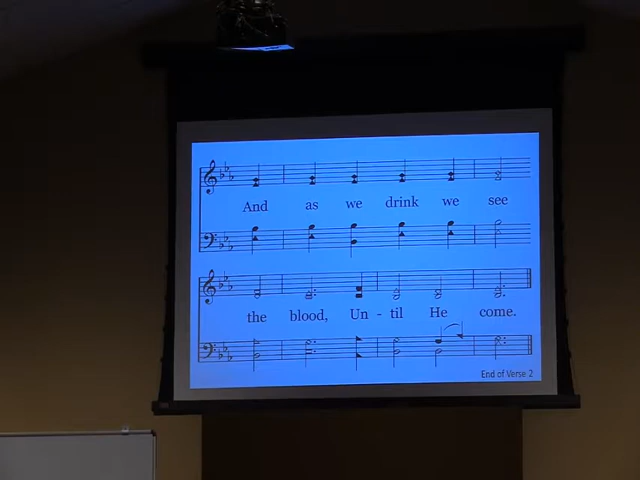 And as we drink we see
the blood, Un - til He come.
End of Verse 2